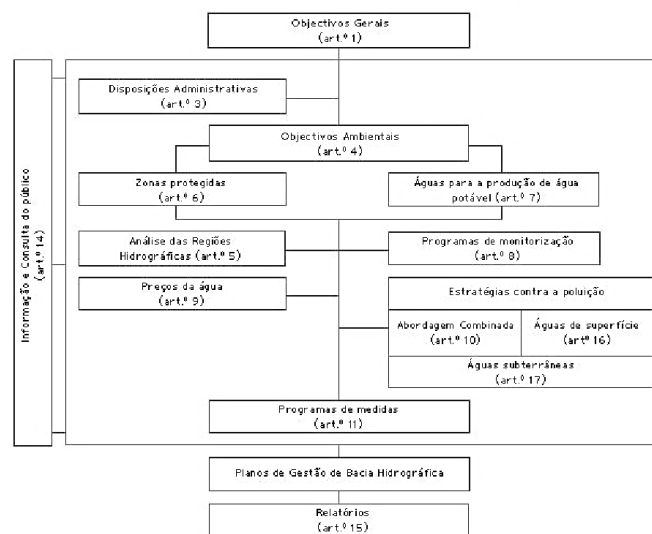 Objectivos Gerais
(art.º 1)
Informação e Consulta do público
(art.º 14)
Disposições Administrativas
(art.º 3)
Objectivos Ambientais
(art.º 4)
Zonas protegidas
(art.º 6)
Águas para a produção de água
potável (art.º 7)
Análise das Regiões
Hidrográficas (art.º 5)
Programas de monitorização
(art.º 8)
Preços da água
(art.º 9)
Estratégias contra a poluição
Abordagem Combinada
(art.º 10)
Águas de superfície
(artº 16)
Águas subterrâneas
(art.º 17)
Programas de medidas
(art.º 11)
Planos de Gestão de Bacia Hidrográfica
Relatórios
(art.º 15)